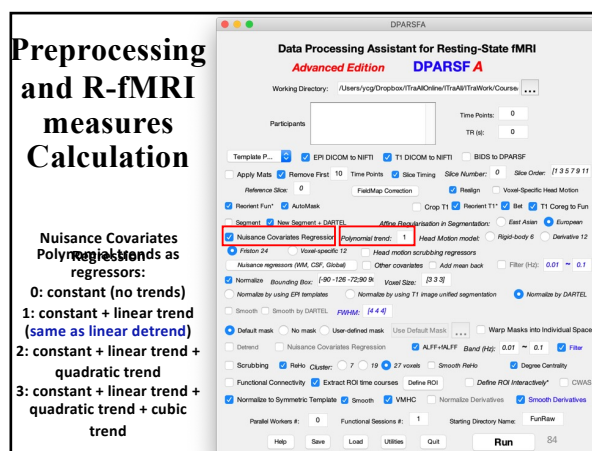 Preprocessing
and R-fMRI
measures
Calculation
Nuisance Covariates
Regression
Polynomial trends as
regressors:
0: constant (no trends)
1: constant + linear trend
(same as linear detrend)
2: constant + linear trend +
quadratic trend
3: constant + linear trend +
quadratic trend + cubic
trend
DPARSFA
Data Processing Assistant for Resting-State fMRI
Advanced Edition DPARSF A
Working Directory: /Users/ycg/Dropbox/ITraAllOnline/ITraAll/ITraWork/Course/ ...
Participants
Time Points: 0
TR (s): 0
Template P... EPI DICOM to NIFTI T1 DICOM to NIFTI BIDS to DPARSF
Apply Mats Remove First 10 Time Points Slice Timing Slice Number: 0 Slice Order: [1 3 5 7 9 11
Reference Slice: 0 FieldMap Correction Realign Voxel-Specific Head Motion
Reorient Fun* AutoMask Crop T1 Reorient T1* Bet T1 Coreg to Fun
Segment New Segment + DARTEL Affine Regularisation in Segmentation: East Asian European
Nuisance Covariates Regression Polynomial trend: 1 Head Motion model: Rigid-body 6 Derivative 12
Friston 24 Voxel-specific 12 Head motion scrubbing regressors
Nuisance regressors (WM, CSF, Global) Other covariates Add mean back Filter (Hz): 0.01 ~ 0.1
Normalize Bounding Box: [-90 -126 -72;90 9( Voxel Size: [3 3 3]
Normalize by using EPI templates Normalize by using T1 image unified segmentation Normalize by DARTEL
Smooth Smooth by DARTEL FWHM: [4 4 4]
Default mask No mask User-defined mask Use Default Mask ... Warp Masks into Individual Space
Detrend Nuisance Covariates Regression ALFF+fALFF Band (Hz): 0.01 ~ 0.1 Filter
Scrubbing ReHo Cluster: 7 19 27 voxels Smooth ReHo Degree Centrality
Functional Connectivity Extract ROI time courses Define ROI Define ROI Interactively* CWAS
Normalize to Symmetric Template Smooth VMHC Normalize Derivatives Smooth Derivatives
Parallel Workers #: 0 Functional Sessions #: 1 Starting Directory Name: FunRaw
Help Save Load Utilities Quit Run 84